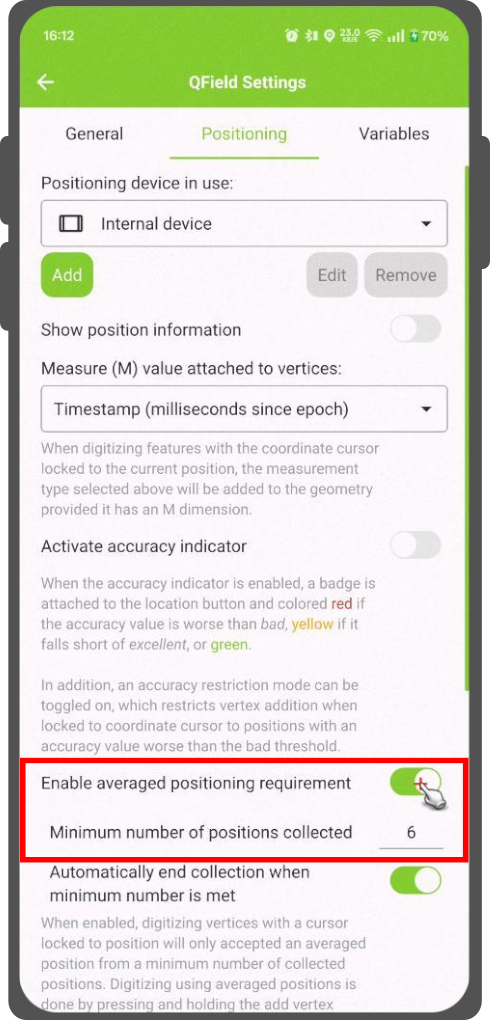 16:12
23.0
KB/S
70%
QField Settings
General
Positioning
Variables
Positioning device in use:
Internal device
Add
Edit
Remove
Show position information
Measure (M) value attached to vertices:
Timestamp (milliseconds since epoch)
When digitizing features with the coordinate cursor
locked to the current position, the measurement
type selected above will be added to the geometry
provided it has an M dimension.
Activate accuracy indicator
When the accuracy indicator is enabled, a badge is
attached to the location button and colored red if
the accuracy value is worse than bad, yellow if it
falls short of excellent, or green.
In addition, an accuracy restriction mode can be
toggled on, which restricts vertex addition when
locked to coordinate cursor to positions with an
accuracy value worse than the bad threshold.
Enable averaged positioning requirement
Minimum number of positions collected
6
Automatically end collection when
minimum number is met
When enabled, digitizing vertices with a cursor
locked to position will only accepted an averaged
position from a minimum number of collected
positions. Digitizing using averaged positions is
done by pressing and holding the add vertex